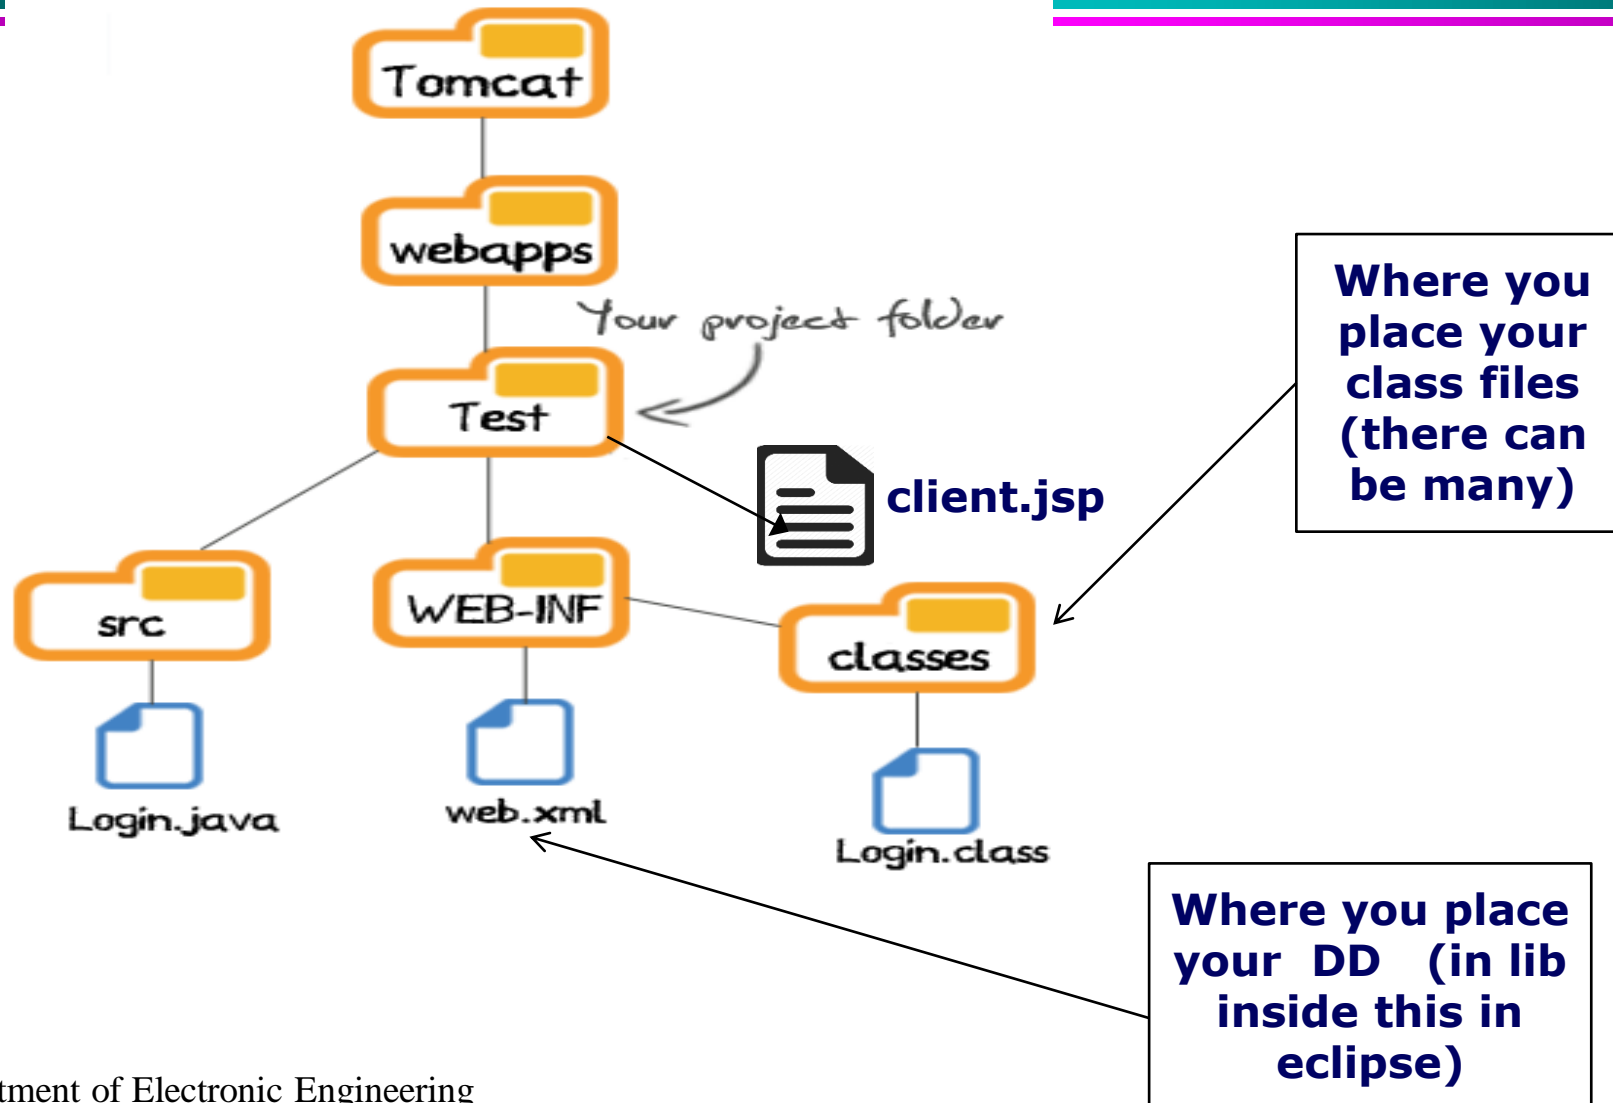 Tomcat
webapps
Your project folder
Test
client.jsp
Where you
place your
class files
(there can
be many)
src
WEB-INF
classes
Login.java
web.xml
Login.class
Where you place
your DD (in lib
inside this in
eclipse)
tment of Electronic Engineering